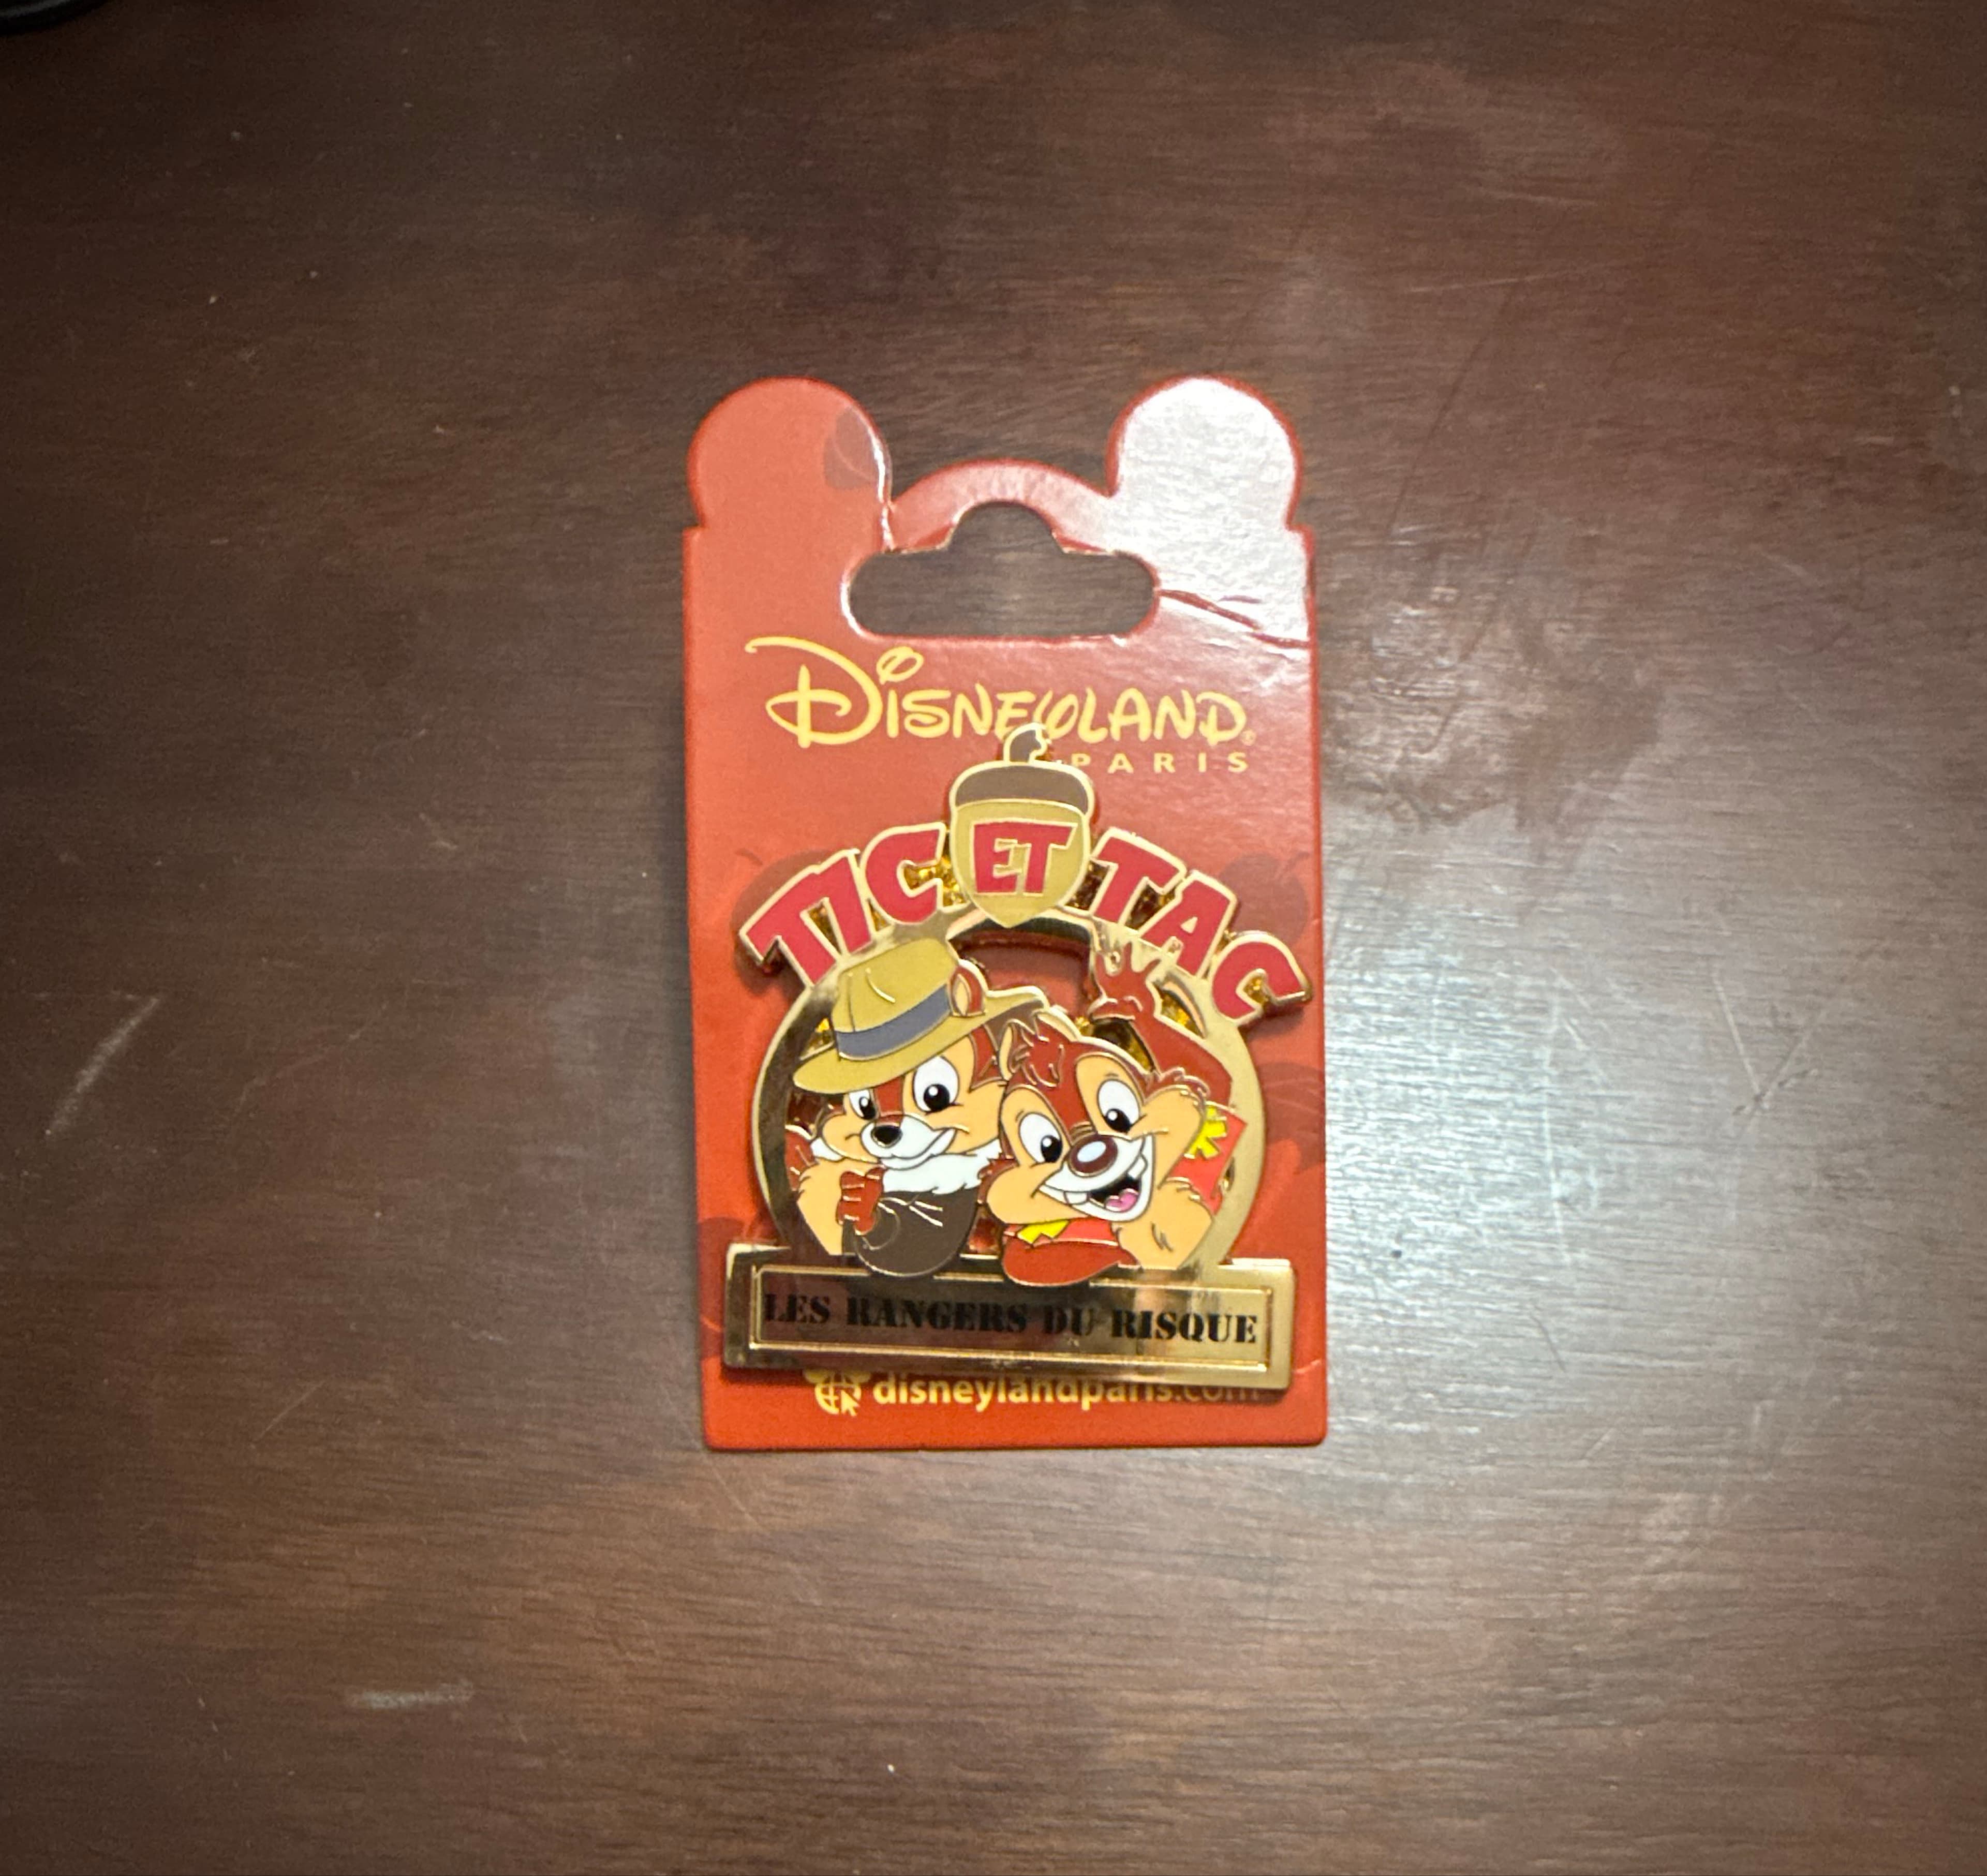 Disneyland
PARIS
TIC ET TAC
LES RANGERS DU RISQUE
disneylandparis.com